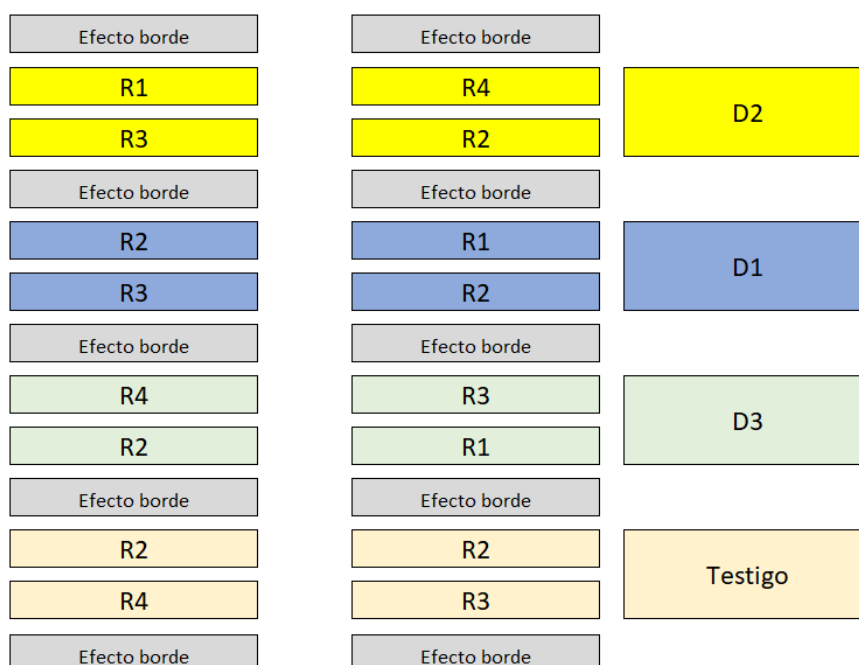 Efecto borde Efecto borde
R1 R4
D2
R3 R2
Efecto borde Efecto borde
R2 R1
D1
R3 R2
Efecto borde Efecto borde
R4 R3
D3
R2 R1
Efecto borde Efecto borde
R2 R2
Testigo
R4 R3
Efecto borde Efecto borde